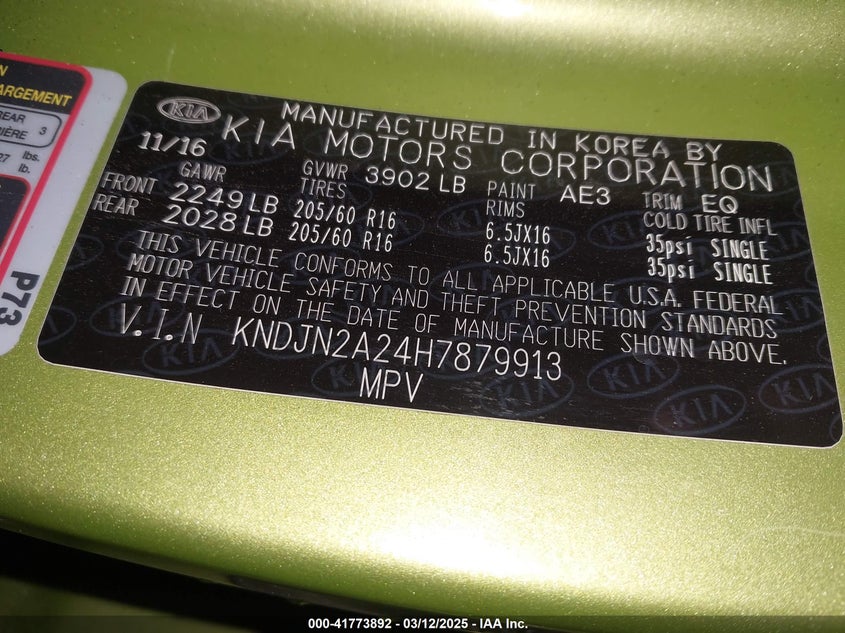 N
ARGEMENT
REAR 3
RIÈRE
27 lbs.
lb.
P73
KIA
MANUFACTURED IN KOREA BY
KIA MOTORS CORPORATION
11/16
GAWR GVWR 3902 LB PAINT AE3 TRIM EQ
TIRES RIMS COLD TIRE INFL
FRONT 2249 LB 205/60 R16 6.5JX16 35psi SINGLE
REAR 2028 LB 205/60 R16 6.5JX16 35psi SINGLE
THIS VEHICLE CONFORMS TO ALL APPLICABLE U.S.A. FEDERAL
MOTOR VEHICLE SAFETY AND THEFT PREVENTION STANDARDS
IN EFFECT ON THE DATE OF MANUFACTURE SHOWN ABOVE.
V.I.N KNDJN2A24H7879913
MPV
000-41773892 - 03/12/2025 - IAA Inc.